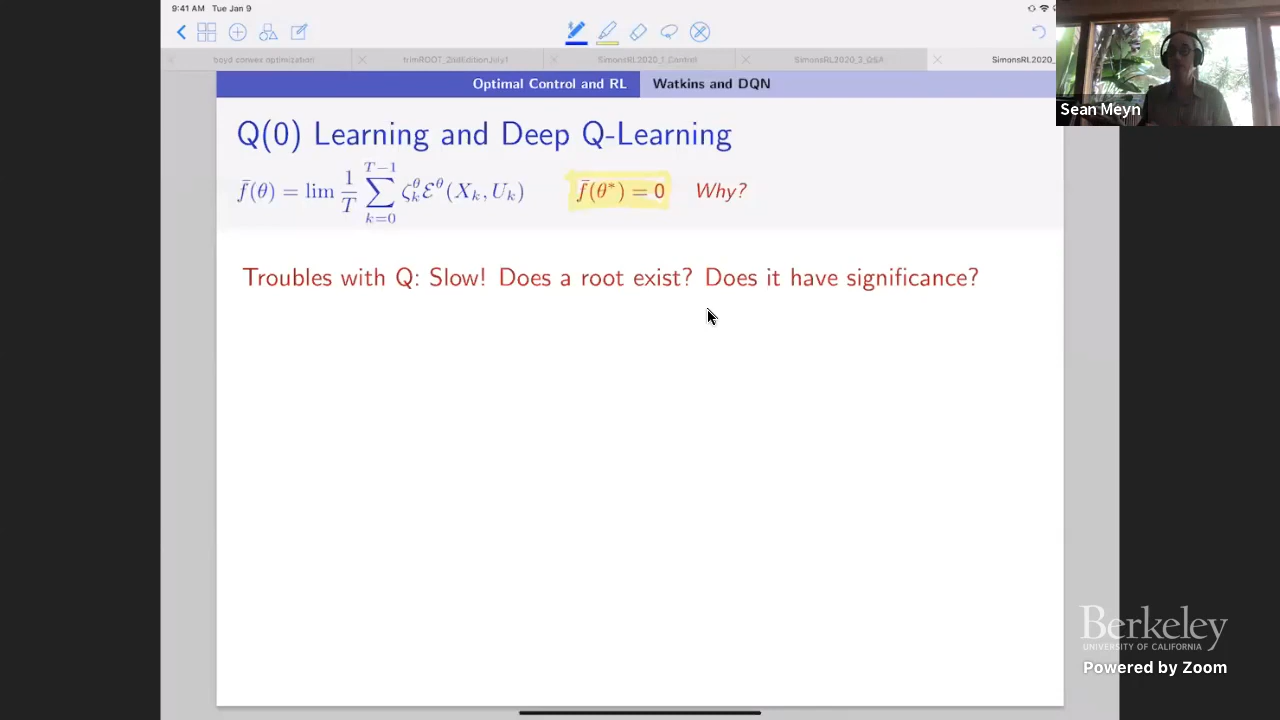 9:41 AM Tue Jan 9
boyd convex optimization
trimROOT_2ndEditionJuly1
SimonsRL2020_1_Control
SimonsRL2020_3_Q&A
SimonsRL2020_
Sean Meyn
Optimal Control and RL
Watkins and DQN
Q(0) Learning and Deep Q-Learning
f̄(θ) = lim 1/T ∑_{k=0}^{T−1} ζ_k^θ ℰ^θ(X_k, U_k)
f̄(θ*) = 0
Why?
Troubles with Q: Slow! Does a root exist? Does it have significance?
Berkeley
UNIVERSITY OF CALIFORNIA
Powered by Zoom